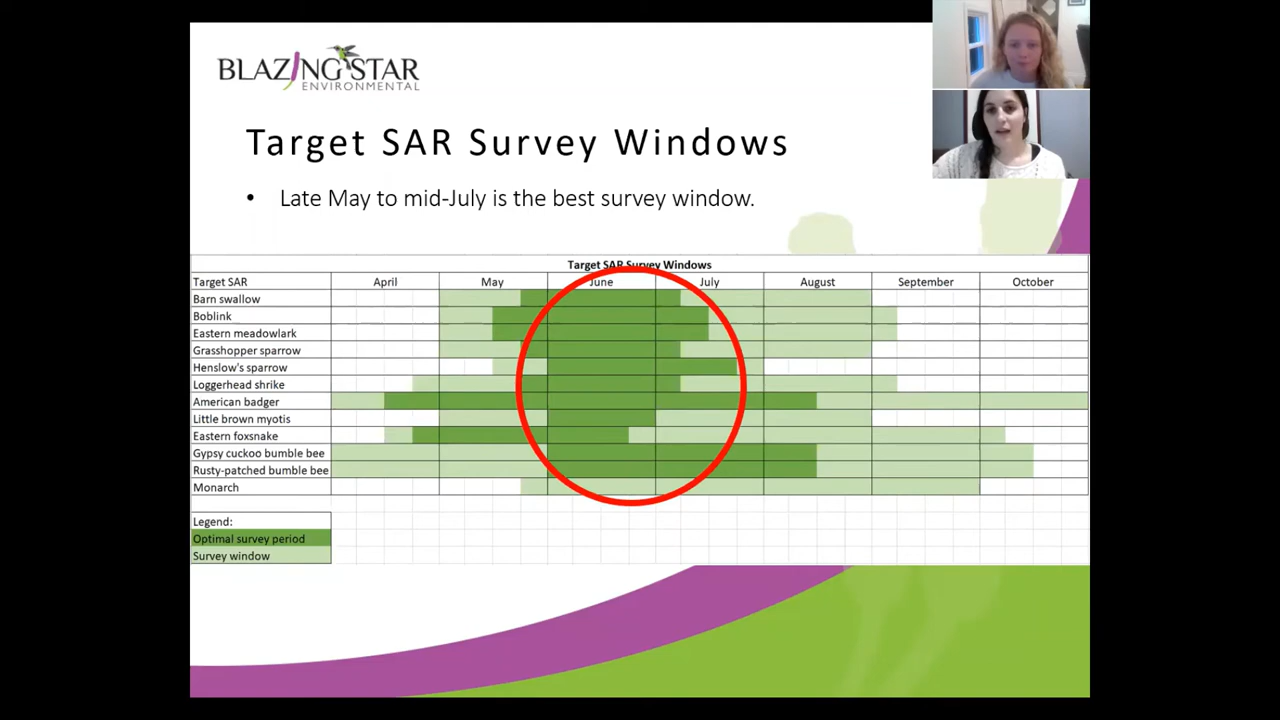 BLAZING STAR
ENVIRONMENTAL
Target SAR Survey Windows
• Late May to mid-July is the best survey window.
Target SAR Survey Windows
Target SAR April May June July August September October
Barn swallow
Boblink
Eastern meadowlark
Grasshopper sparrow
Henslow's sparrow
Loggerhead shrike
American badger
Little brown myotis
Eastern foxsnake
Gypsy cuckoo bumble bee
Rusty-patched bumble bee
Monarch
Legend:
Optimal survey period
Survey window